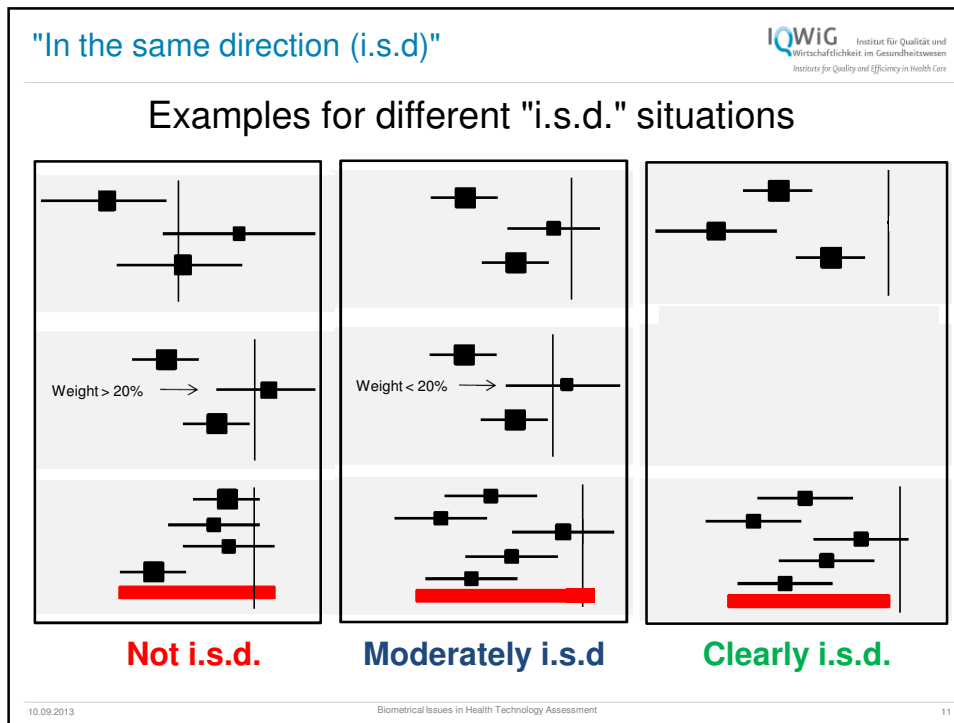 "In the same direction (i.s.d)"
IQWiG Institut für Qualität und
Wirtschaftlichkeit im Gesundheitswesen
Institute for Quality and Efficiency in Health Care
Examples for different "i.s.d." situations
Weight > 20%
Weight < 20%
Not i.s.d.
Moderately i.s.d
Clearly i.s.d.
10.09.2013
Biometrical Issues in Health Technology Assessment
11